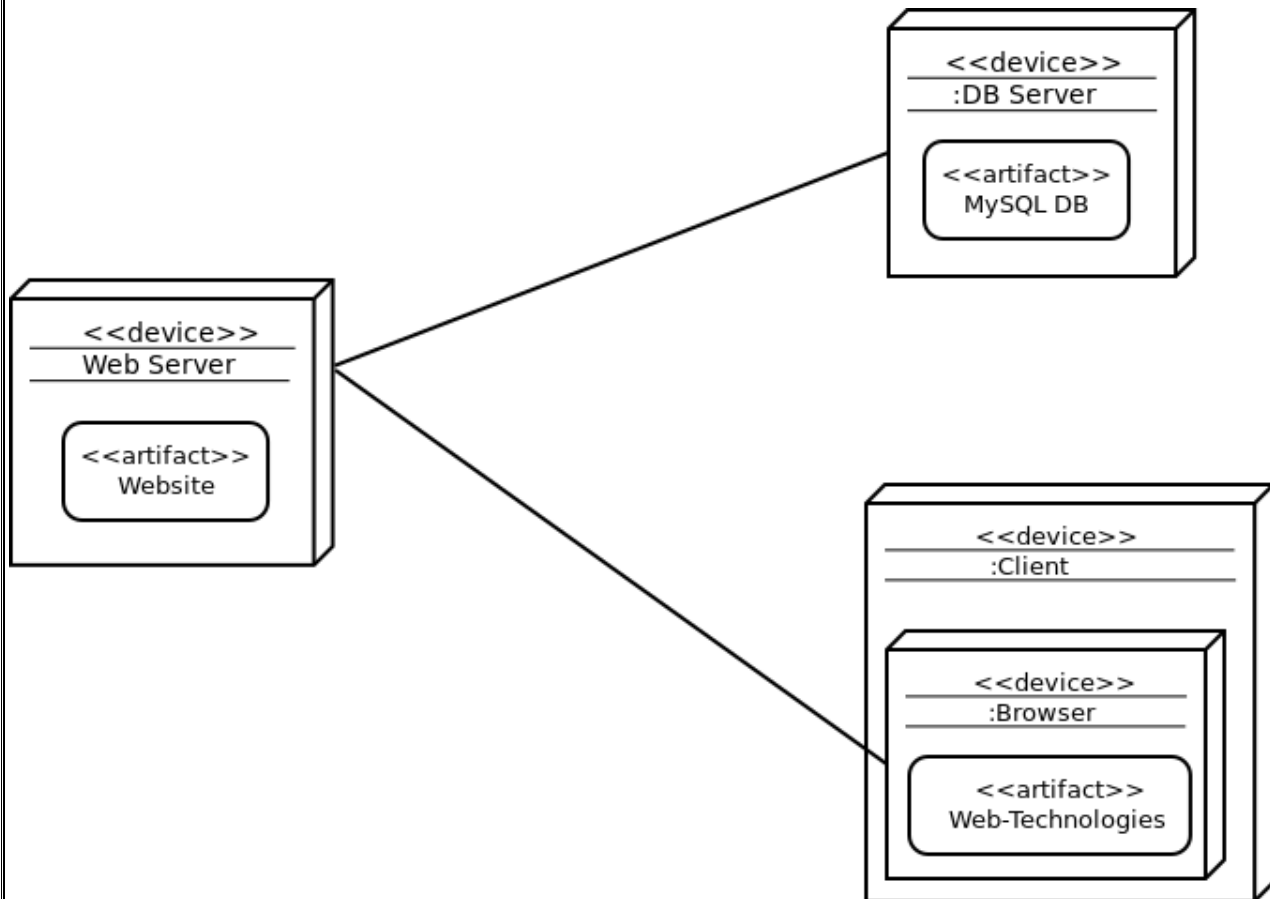 <<device>>
:DB Server
<<artifact>>
MySQL DB
<<device>>
Web Server
<<artifact>>
Website
<<device>>
:Client
<<device>>
:Browser
<<artifact>>
Web-Technologies